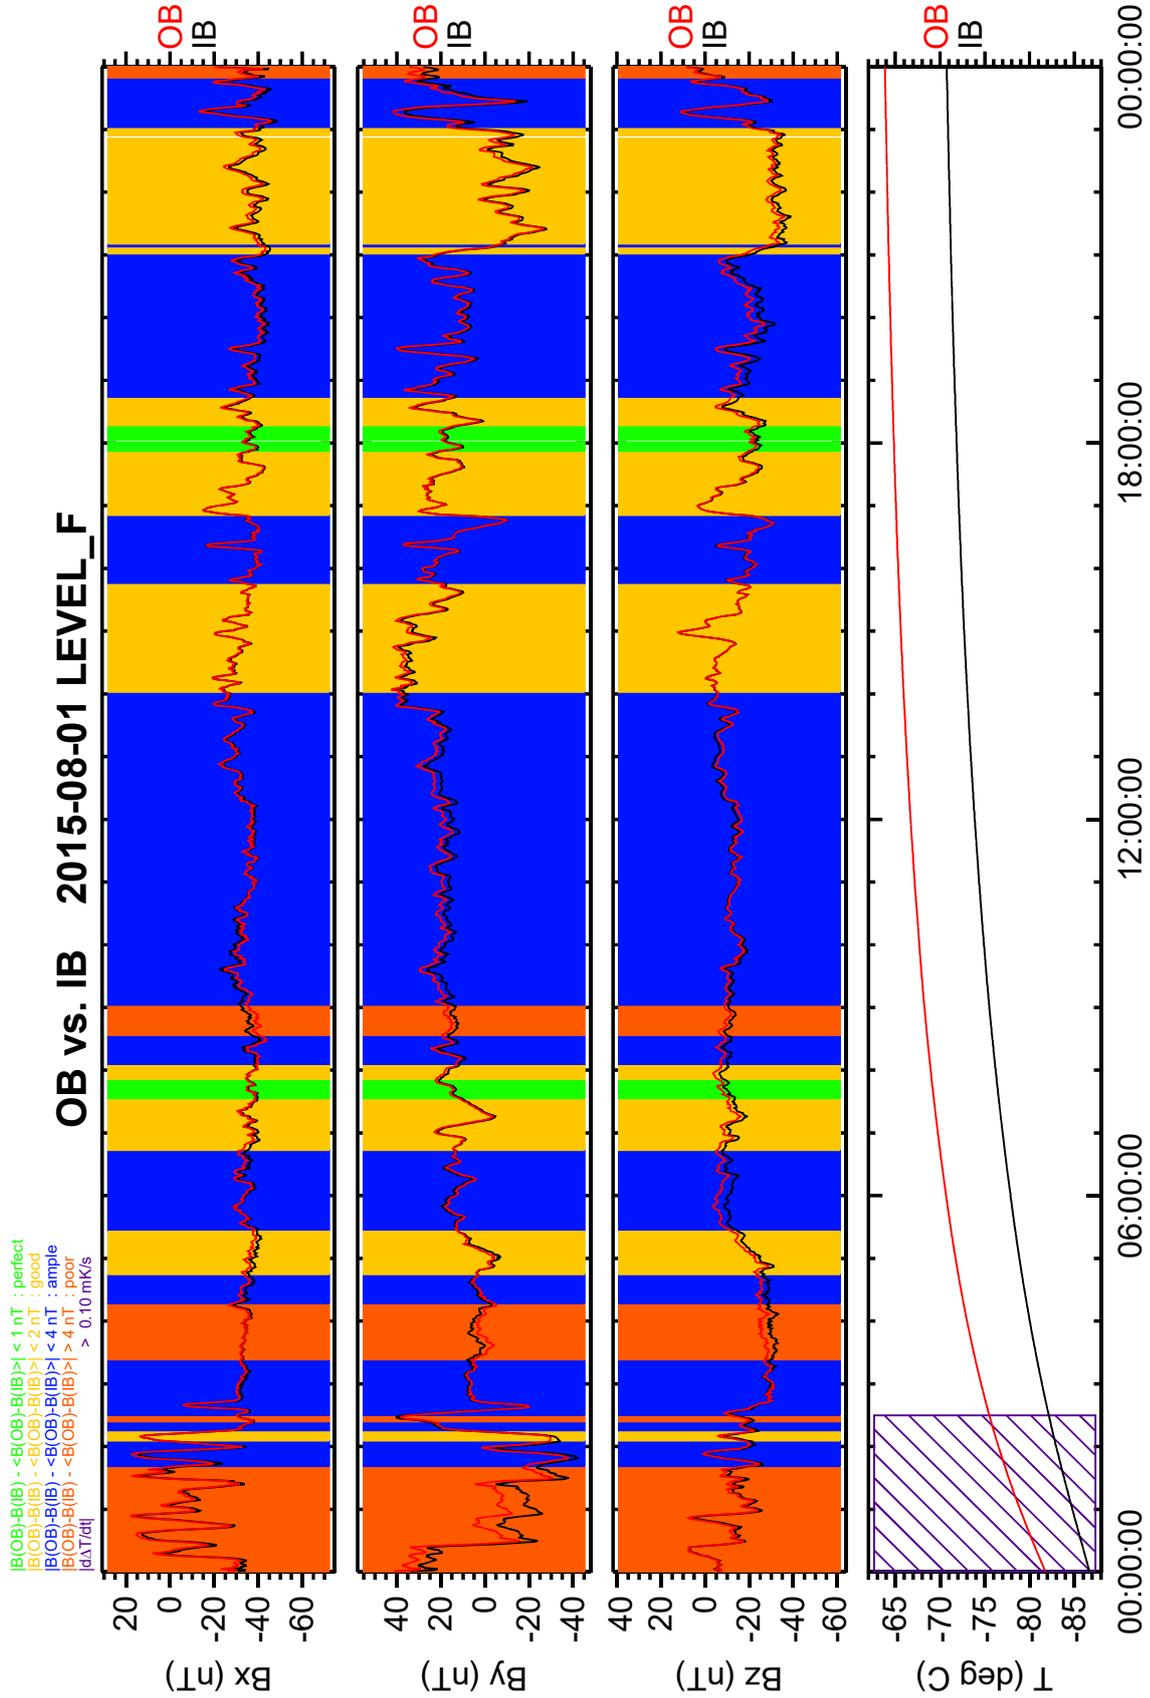 OB vs. IB 2015-08-01 LEVEL_F
|B(OB)-B(IB) - <B(OB)-B(IB)>| < 1 nT : perfect
|B(OB)-B(IB) - <B(OB)-B(IB)>| < 2 nT : good
|B(OB)-B(IB) - <B(OB)-B(IB)>| < 4 nT : ample
|B(OB)-B(IB) - <B(OB)-B(IB)>| > 4 nT : poor
|dΔT/dt| > 0.10 mK/s
Bx (nT)
20
0
-20
-40
-60
OB
IB
By (nT)
40
20
0
-20
-40
OB
IB
Bz (nT)
40
20
0
-20
-40
-60
OB
IB
T (deg C)
-65
-70
-75
-80
-85
OB
IB
00:00:00 06:00:00 12:00:00 18:00:00 00:00:00